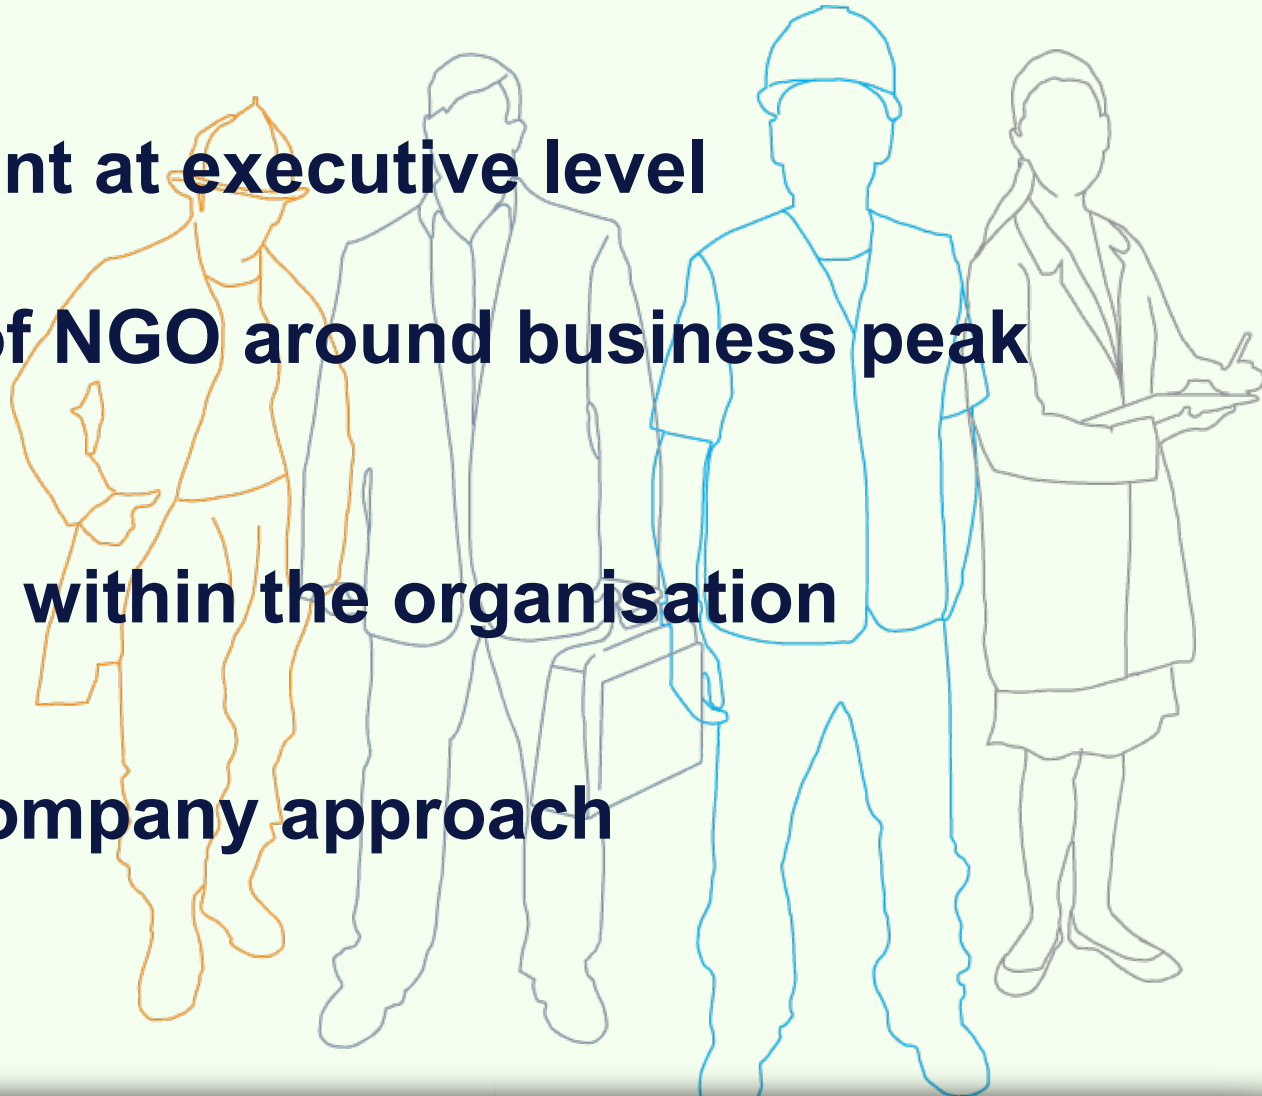 nt at executive level
of NGO around business peak
within the organisation
ompany approach